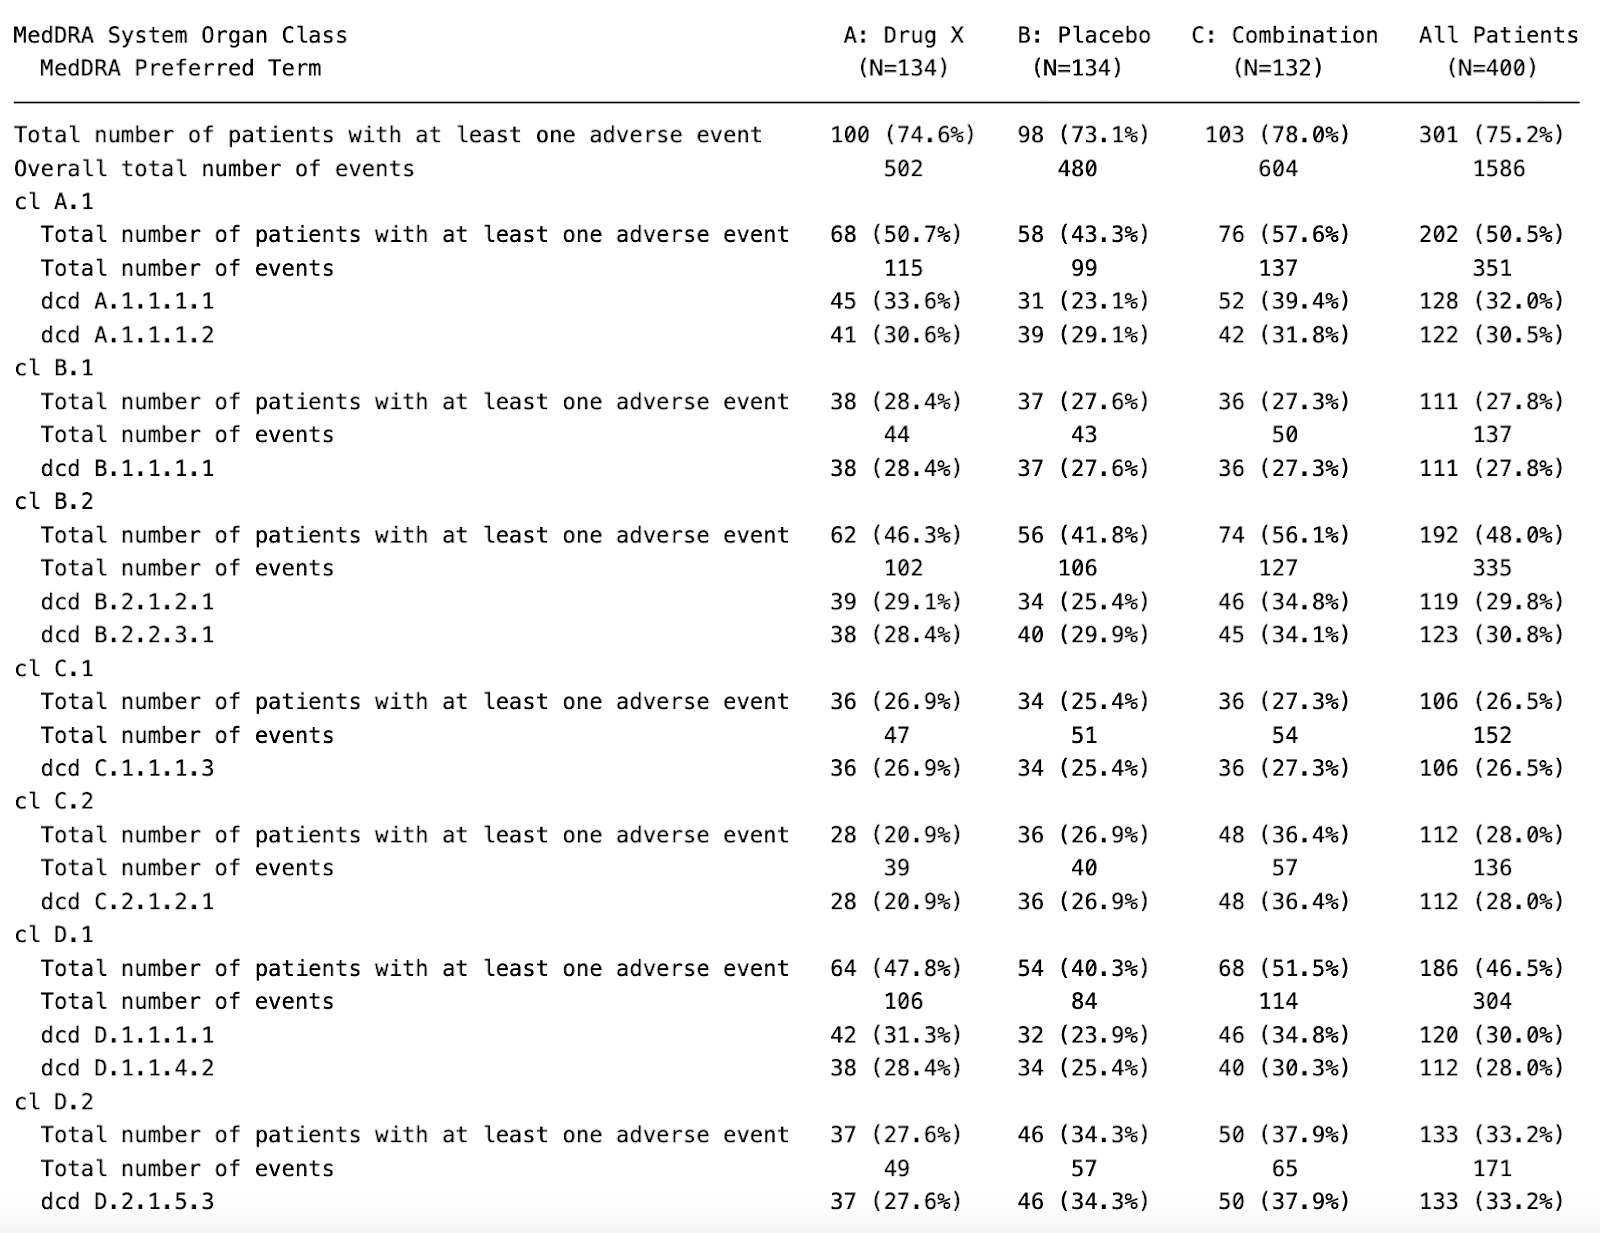 MedDRA System Organ Class A: Drug X B: Placebo C: Combination All Patients
MedDRA Preferred Term (N=134) (N=134) (N=132) (N=400)
Total number of patients with at least one adverse event 100 (74.6%) 98 (73.1%) 103 (78.0%) 301 (75.2%)
Overall total number of events 502 480 604 1586
cl A.1
Total number of patients with at least one adverse event 68 (50.7%) 58 (43.3%) 76 (57.6%) 202 (50.5%)
Total number of events 115 99 137 351
dcd A.1.1.1.1 45 (33.6%) 31 (23.1%) 52 (39.4%) 128 (32.0%)
dcd A.1.1.1.2 41 (30.6%) 39 (29.1%) 42 (31.8%) 122 (30.5%)
cl B.1
Total number of patients with at least one adverse event 38 (28.4%) 37 (27.6%) 36 (27.3%) 111 (27.8%)
Total number of events 44 43 50 137
dcd B.1.1.1.1 38 (28.4%) 37 (27.6%) 36 (27.3%) 111 (27.8%)
cl B.2
Total number of patients with at least one adverse event 62 (46.3%) 56 (41.8%) 74 (56.1%) 192 (48.0%)
Total number of events 102 106 127 335
dcd B.2.1.2.1 39 (29.1%) 34 (25.4%) 46 (34.8%) 119 (29.8%)
dcd B.2.2.3.1 38 (28.4%) 40 (29.9%) 45 (34.1%) 123 (30.8%)
cl C.1
Total number of patients with at least one adverse event 36 (26.9%) 34 (25.4%) 36 (27.3%) 106 (26.5%)
Total number of events 47 51 54 152
dcd C.1.1.1.3 36 (26.9%) 34 (25.4%) 36 (27.3%) 106 (26.5%)
cl C.2
Total number of patients with at least one adverse event 28 (20.9%) 36 (26.9%) 48 (36.4%) 112 (28.0%)
Total number of events 39 40 57 136
dcd C.2.1.2.1 28 (20.9%) 36 (26.9%) 48 (36.4%) 112 (28.0%)
cl D.1
Total number of patients with at least one adverse event 64 (47.8%) 54 (40.3%) 68 (51.5%) 186 (46.5%)
Total number of events 106 84 114 304
dcd D.1.1.1.1 42 (31.3%) 32 (23.9%) 46 (34.8%) 120 (30.0%)
dcd D.1.1.4.2 38 (28.4%) 34 (25.4%) 40 (30.3%) 112 (28.0%)
cl D.2
Total number of patients with at least one adverse event 37 (27.6%) 46 (34.3%) 50 (37.9%) 133 (33.2%)
Total number of events 49 57 65 171
dcd D.2.1.5.3 37 (27.6%) 46 (34.3%) 50 (37.9%) 133 (33.2%)